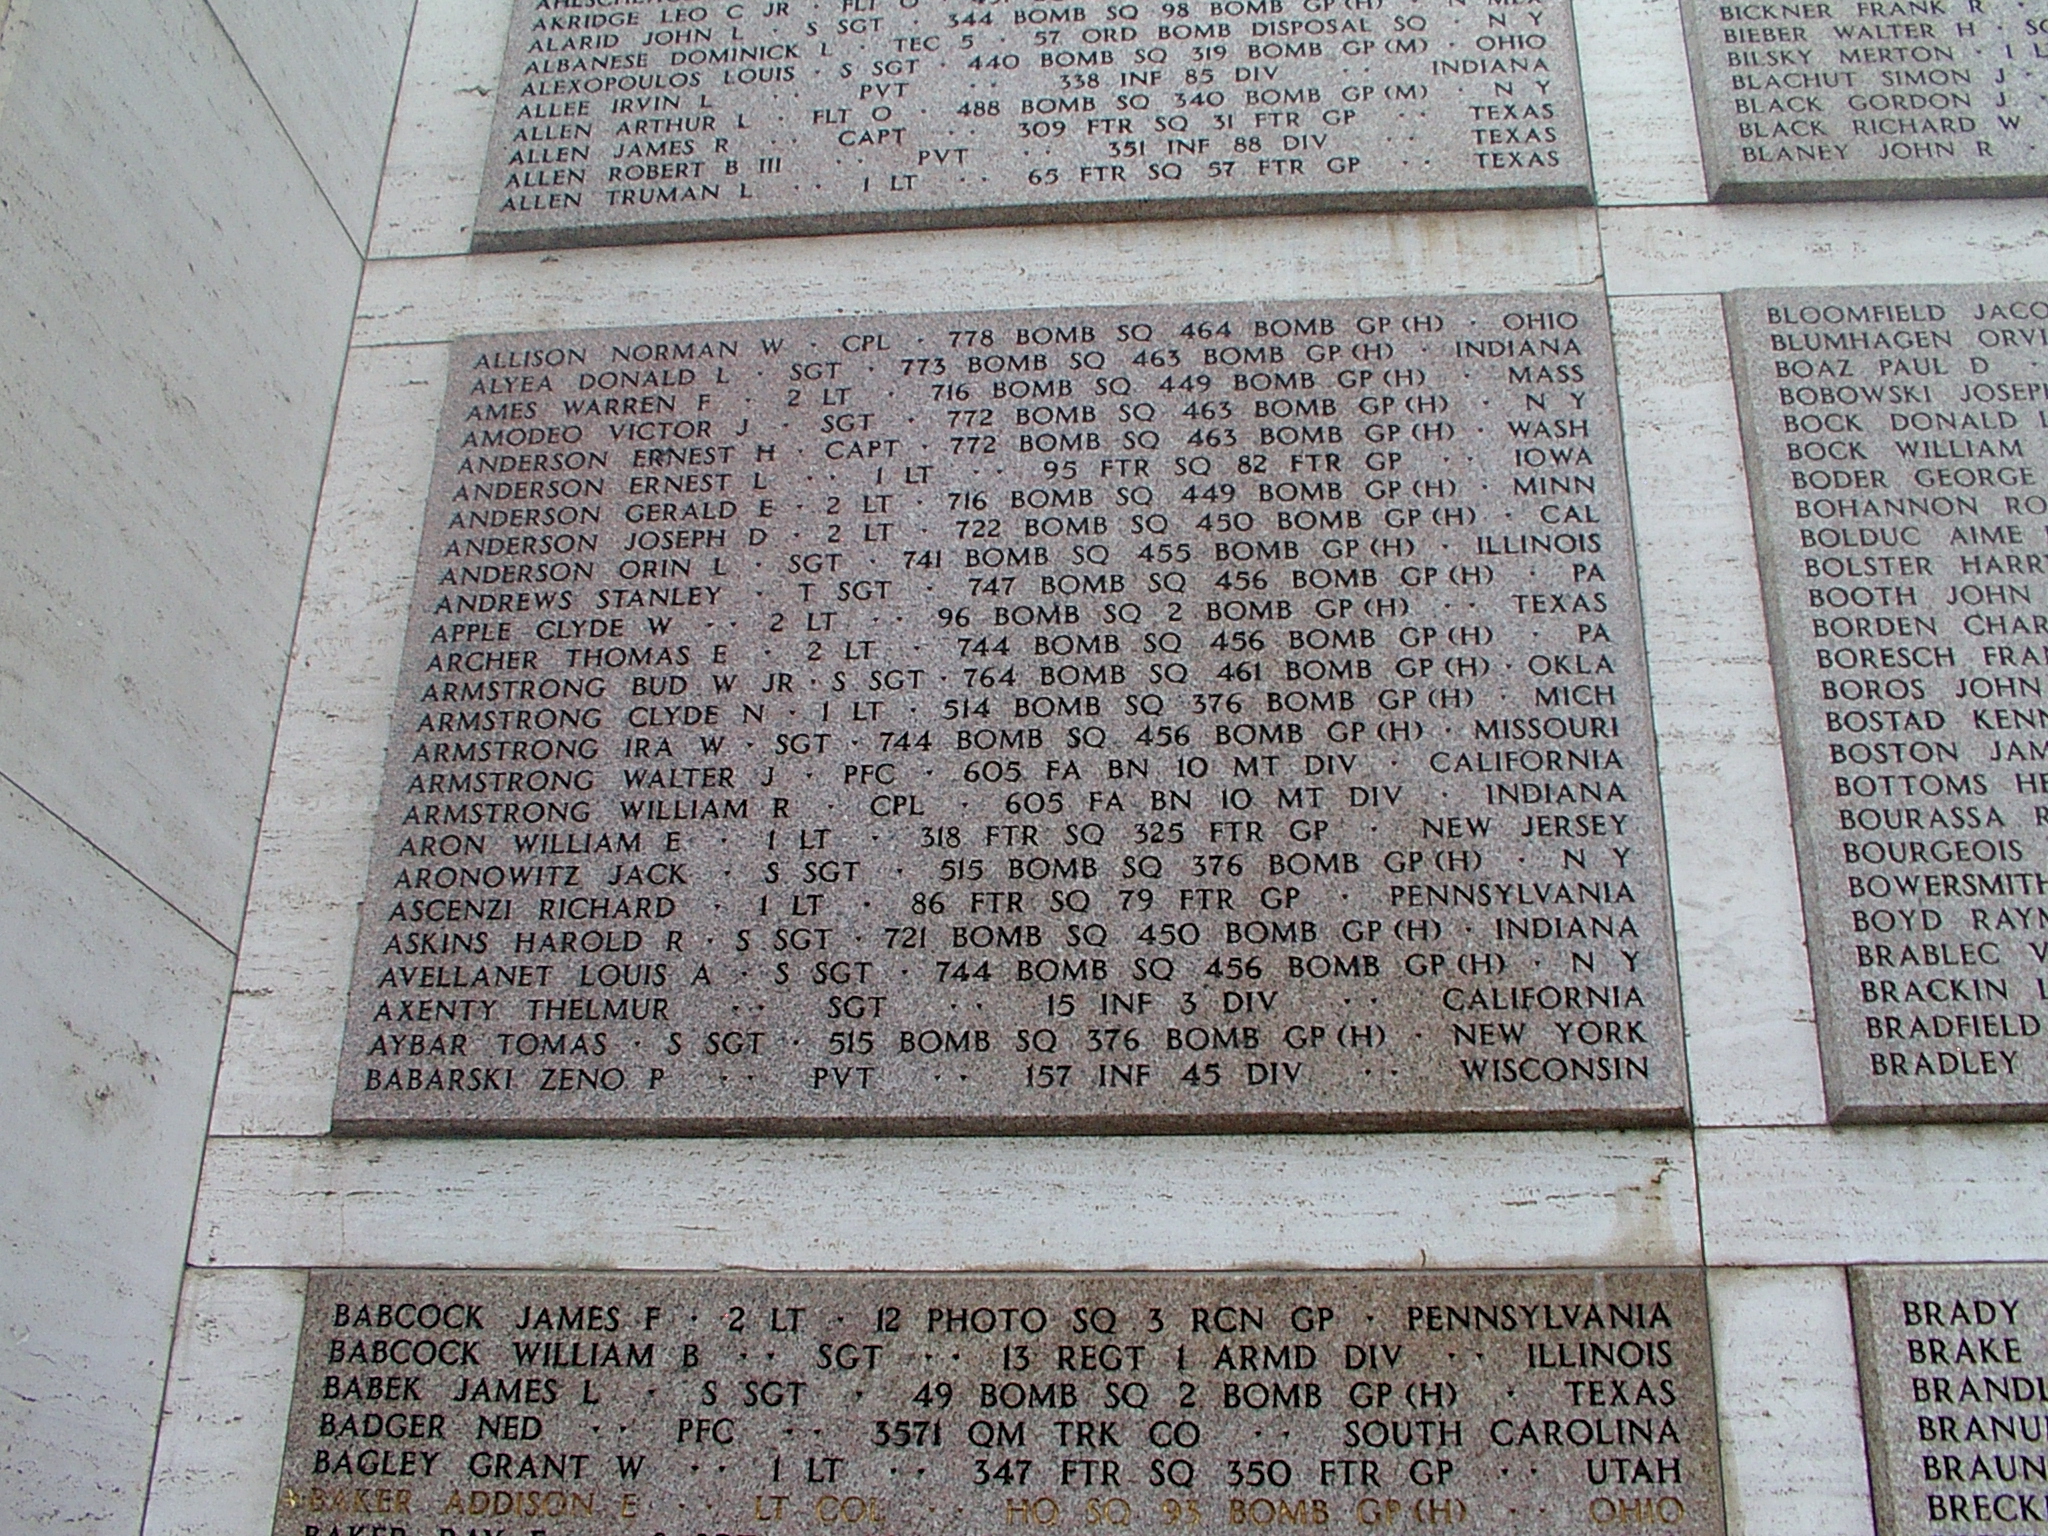 AKRIDGE LEO C JR · FLT O ·
ALARID JOHN L · S SGT · 344 BOMB SQ 98 BOMB GP (H) · N MEX
ALBANESE DOMINICK L · TEC 5 · 57 ORD BOMB DISPOSAL SQ · N Y
ALEXOPOULOS LOUIS · S SGT · 440 BOMB SQ 319 BOMB GP (M) · OHIO
ALLEE IRVIN L · · PVT · · 338 INF 85 DIV · · INDIANA
ALLEN ARTHUR L · FLT O · 488 BOMB SQ 340 BOMB GP (M) · N Y
ALLEN JAMES R · · CAPT · · 309 FTR SQ 31 FTR GP · · TEXAS
ALLEN ROBERT B III · · PVT · · 351 INF 88 DIV · · TEXAS
ALLEN TRUMAN L · · 1 LT · · 65 FTR SQ 57 FTR GP · · TEXAS
ALLISON NORMAN W · CPL · 778 BOMB SQ 464 BOMB GP (H) · OHIO
ALYEA DONALD L · SGT · 773 BOMB SQ 463 BOMB GP (H) · INDIANA
AMES WARREN F · 2 LT · 716 BOMB SQ 449 BOMB GP (H) · MASS
AMODEO VICTOR J · SGT · 772 BOMB SQ 463 BOMB GP (H) · N Y
ANDERSON ERNEST H · CAPT · 772 BOMB SQ 463 BOMB GP (H) · WASH
ANDERSON ERNEST L · · 1 LT · · 95 FTR SQ 82 FTR GP · · IOWA
ANDERSON GERALD E · 2 LT · 716 BOMB SQ 449 BOMB GP (H) · MINN
ANDERSON JOSEPH D · 2 LT · 722 BOMB SQ 450 BOMB GP (H) · CAL
ANDERSON ORIN L · SGT · 741 BOMB SQ 455 BOMB GP (H) · ILLINOIS
ANDREWS STANLEY · T SGT · 747 BOMB SQ 456 BOMB GP (H) · PA
APPLE CLYDE W · · 2 LT · · 96 BOMB SQ 2 BOMB GP (H) · · TEXAS
ARCHER THOMAS E · 2 LT · 744 BOMB SQ 456 BOMB GP (H) · PA
ARMSTRONG BUD W JR · S SGT · 764 BOMB SQ 461 BOMB GP (H) · OKLA
ARMSTRONG CLYDE N · 1 LT · 514 BOMB SQ 376 BOMB GP (H) · MICH
ARMSTRONG IRA W · SGT · 744 BOMB SQ 456 BOMB GP (H) · MISSOURI
ARMSTRONG WALTER J · PFC · 605 FA BN 10 MT DIV · CALIFORNIA
ARMSTRONG WILLIAM R · CPL · 605 FA BN 10 MT DIV · INDIANA
ARON WILLIAM E · 1 LT · 318 FTR SQ 325 FTR GP · NEW JERSEY
ARONOWITZ JACK · S SGT · 515 BOMB SQ 376 BOMB GP (H) · N Y
ASCENZI RICHARD · 1 LT · 86 FTR SQ 79 FTR GP · PENNSYLVANIA
ASKINS HAROLD R · S SGT · 721 BOMB SQ 450 BOMB GP (H) · INDIANA
AVELLANET LOUIS A · S SGT · 744 BOMB SQ 456 BOMB GP (H) · N Y
AXENTY THELMUR · · SGT · · 15 INF 3 DIV · · CALIFORNIA
AYBAR TOMAS · S SGT · 515 BOMB SQ 376 BOMB GP (H) · NEW YORK
BABARSKI ZENO P · · PVT · · 157 INF 45 DIV · · WISCONSIN
BABCOCK JAMES F · 2 LT · 12 PHOTO SQ 3 RCN GP · PENNSYLVANIA
BABCOCK WILLIAM B · · SGT · · 13 REGT 1 ARMD DIV · · ILLINOIS
BABEK JAMES L · S SGT · 49 BOMB SQ 2 BOMB GP (H) · TEXAS
BADGER NED · · PFC · · 3571 QM TRK CO · · SOUTH CAROLINA
BAGLEY GRANT W · · 1 LT · · 347 FTR SQ 350 FTR GP · · UTAH
BAKER ADDISON E · · LT COL · · HQ SQ 93 BOMB GP (H) · · OHIO
BICKNER FRANK R ·
BIEBER WALTER H ·
BILSKY MERTON · 1
BLACHUT SIMON J ·
BLACK GORDON J ·
BLACK RICHARD W
BLANEY JOHN R ·
BLOOMFIELD JACO
BLUMHAGEN ORVI
BOAZ PAUL D ·
BOBOWSKI JOSEPH
BOCK DONALD L
BOCK WILLIAM
BODER GEORGE
BOHANNON RO
BOLDUC AIME
BOLSTER HARR
BOOTH JOHN
BORDEN CHAR
BORESCH FRA
BOROS JOHN
BOSTAD KENN
BOSTON JAM
BOTTOMS HE
BOURASSA R
BOURGEOIS
BOWERSMITH
BOYD RAYM
BRABLEC V
BRACKIN L
BRADFIELD
BRADLEY
BRADY
BRAKE
BRANDL
BRANU
BRAUN
BRECK